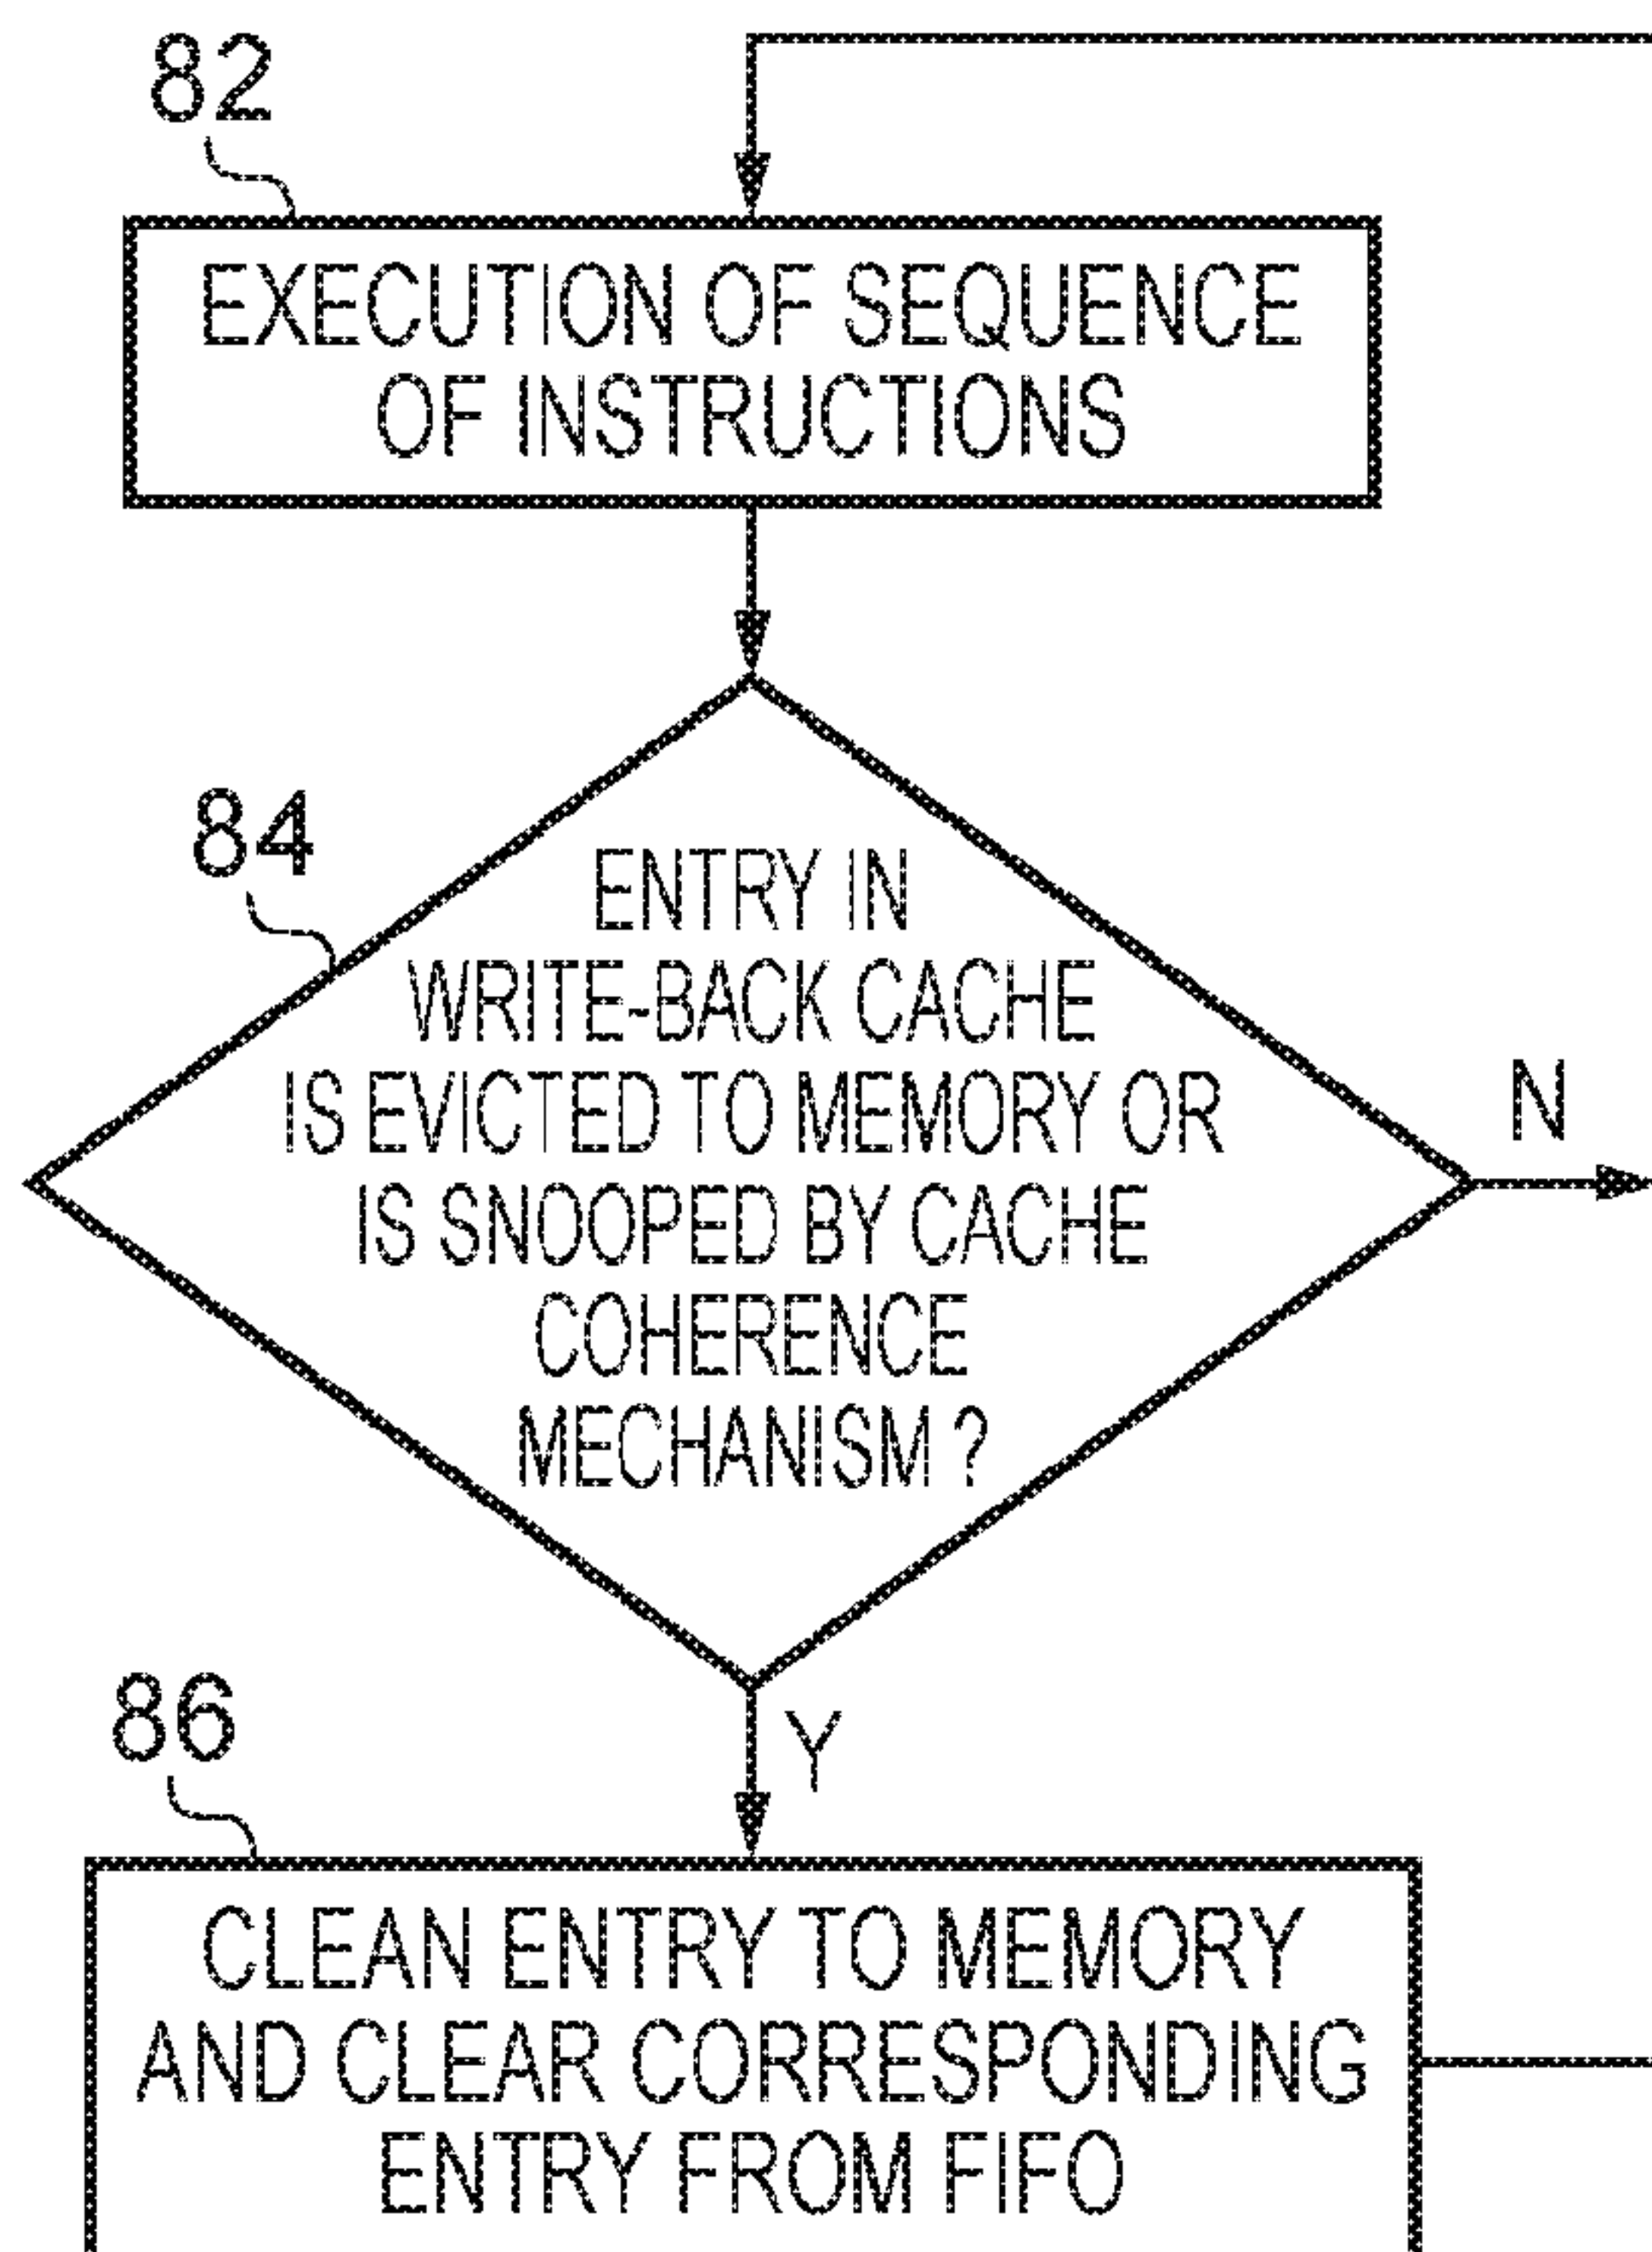 82
EXECUTION OF SEQUENCE
OF INSTRUCTIONS
84
ENTRY IN
WRITE-BACK CACHE
IS EVICTED TO MEMORY OR
IS SNOOPED BY CACHE
COHERENCE
MECHANISM ?
N
Y
86
CLEAN ENTRY TO MEMORY
AND CLEAR CORRESPONDING
ENTRY FROM FIFO